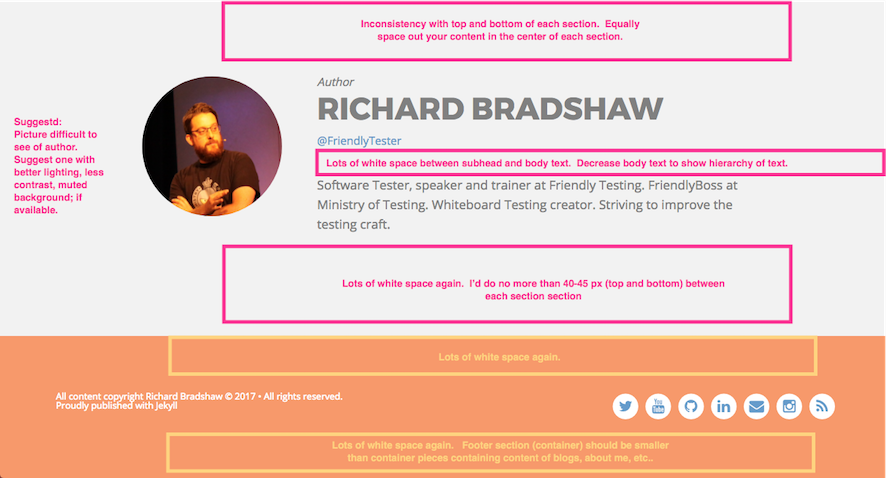 Inconsistency with top and bottom of each section.  Equally
space out your content in the center of each section.
Author
RICHARD BRADSHAW
@FriendlyTester
Suggestd:
Picture difficult to
see of author.
Suggest one with
better lighting, less
contrast, muted
background; if
available.
Lots of white space between subhead and body text.  Decrease body text to show hierarchy of text.
Software Tester, speaker and trainer at Friendly Testing. FriendlyBoss at
Ministry of Testing. Whiteboard Testing creator. Striving to improve the
testing craft.
Lots of white space again.  I'd do no more than 40-45 px (top and bottom) between
each section section
Lots of white space again.
All content copyright Richard Bradshaw © 2017 • All rights reserved.
Proudly published with Jekyll
You
Tube
in
Lots of white space again.   Footer section (container) should be smaller
than container pieces containing content of blogs, about me, etc..